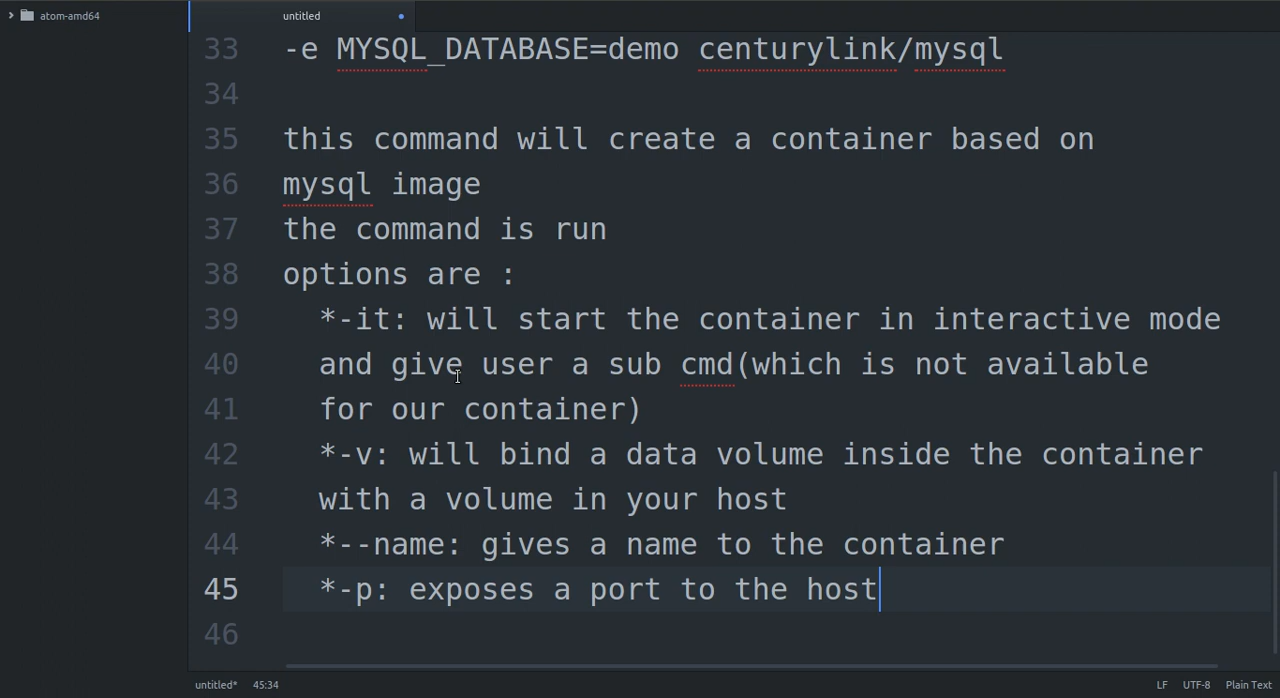 atom-amd64
untitled
33 -e MYSQL_DATABASE=demo centurylink/mysql
34
35 this command will create a container based on
36 mysql image
37 the command is run
38 options are :
39 *-it: will start the container in interactive mode
40 and give user a sub cmd(which is not available
41 for our container)
42 *-v: will bind a data volume inside the container
43 with a volume in your host
44 *--name: gives a name to the container
45 *-p: exposes a port to the host
46
untitled* 45:34 LF UTF-8 Plain Text